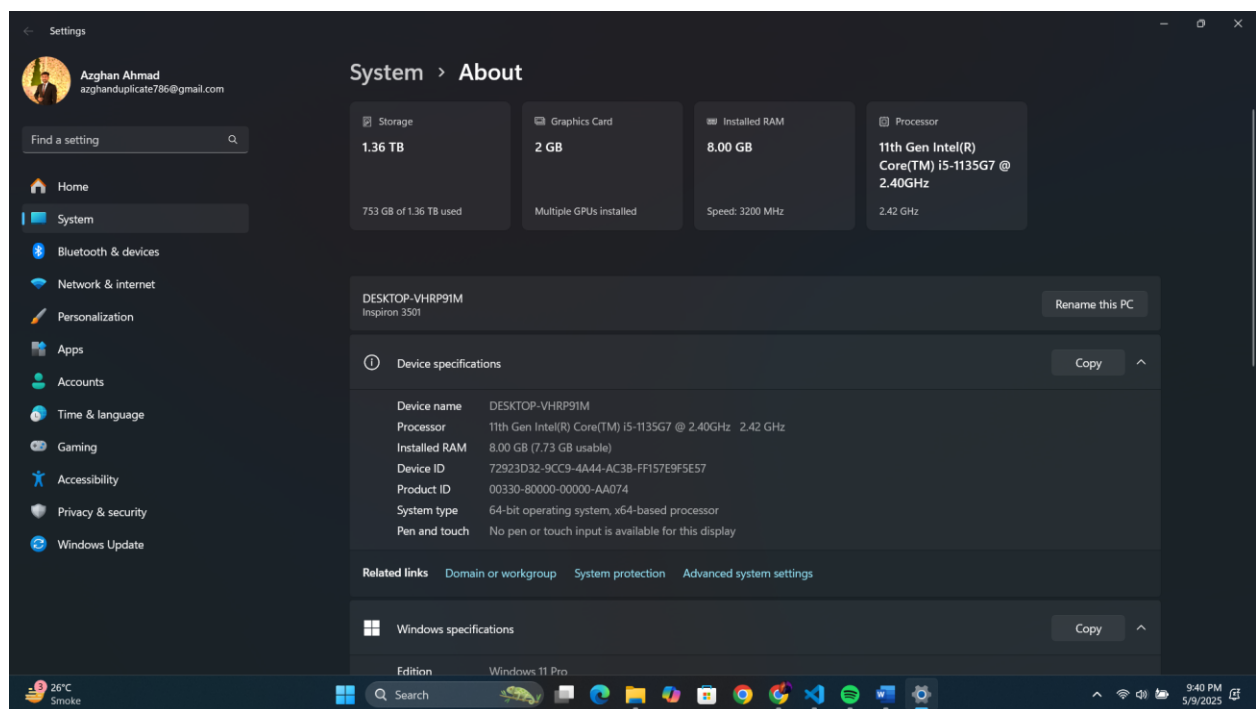 Settings
Azghan Ahmad
azghanduplicate786@gmail.com
Find a setting
Home
System
Bluetooth & devices
Network & internet
Personalization
Apps
Accounts
Time & language
Gaming
Accessibility
Privacy & security
Windows Update
System > About
Storage
1.36 TB
753 GB of 1.36 TB used
Graphics Card
2 GB
Multiple GPUs installed
Installed RAM
8.00 GB
Speed: 3200 MHz
Processor
11th Gen Intel(R)
Core(TM) i5-1135G7 @
2.40GHz
2.42 GHz
DESKTOP-VHRP91M
Inspiron 3501
Rename this PC
Device specifications
Copy
Device name DESKTOP-VHRP91M
Processor 11th Gen Intel(R) Core(TM) i5-1135G7 @ 2.40GHz 2.42 GHz
Installed RAM 8.00 GB (7.73 GB usable)
Device ID 72923D32-9CC9-4A44-AC3B-FF157E9F5E57
Product ID 00330-80000-00000-AA074
System type 64-bit operating system, x64-based processor
Pen and touch No pen or touch input is available for this display
Related links Domain or workgroup System protection Advanced system settings
Windows specifications
Copy
Edition Windows 11 Pro
3
26°C
Smoke
Search
9:40 PM
5/9/2025